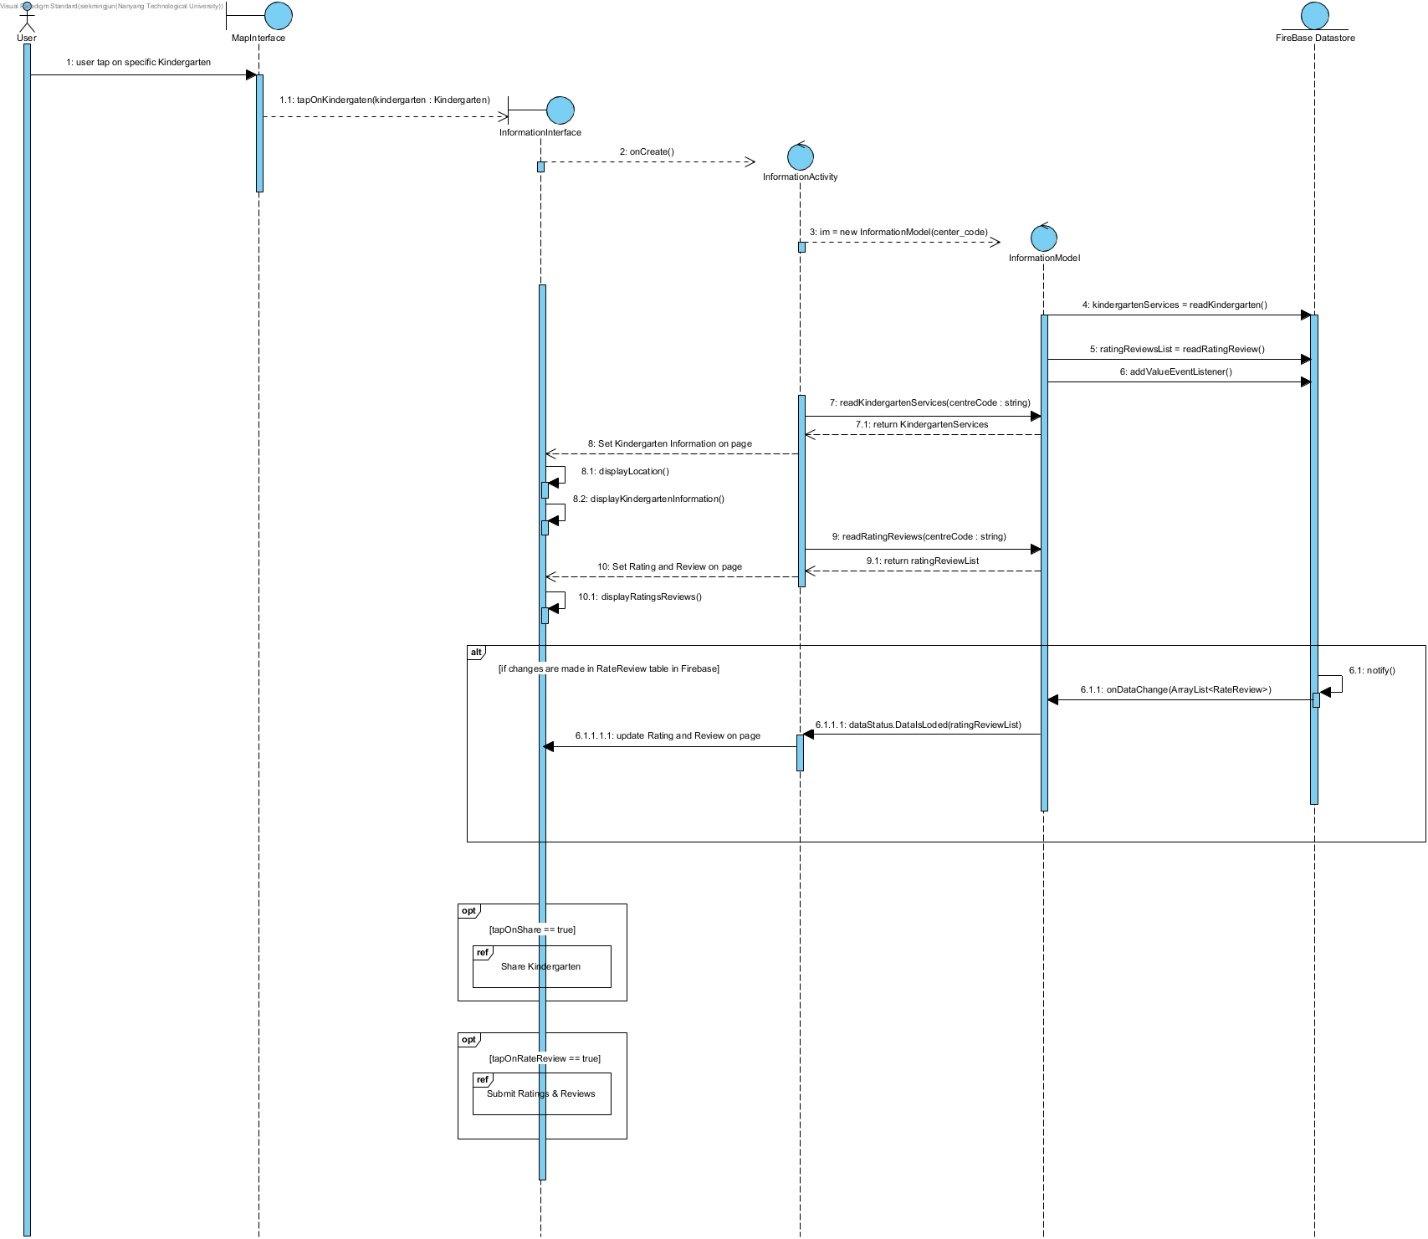 Visual Paradigm Standard(siekmingjun(Nanyang Technological University))
User
MapInterface
FireBase Datastore
1: user tap on specific Kindergarten
1.1: tapOnKindergaten(kindergarten : Kindergarten)
InformationInterface
2: onCreate()
InformationActivity
3: im = new InformationModel(center_code)
InformationModel
4: kindergartenServices = readKindergarten()
5: ratingReviewsList = readRatingReview()
6: addValueEventListener()
7: readKindergartenServices(centreCode : string)
7.1: return KindergartenServices
8: Set Kindergarten Information on page
8.1: displayLocation()
8.2: displayKindergartenInformation()
9: readRatingReviews(centreCode : string)
9.1: return ratingReviewList
10: Set Rating and Review on page
10.1: displayRatingsReviews()
alt
[if changes are made in RateReview table in Firebase]
6.1: notify()
6.1.1: onDataChange(ArrayList<RateReview>)
6.1.1.1: dataStatus.DataIsLoded(ratingReviewList)
6.1.1.1.1: update Rating and Review on page
opt
[tapOnShare == true]
ref
Share Kindergarten
opt
[tapOnRateReview == true]
ref
Submit Ratings & Reviews